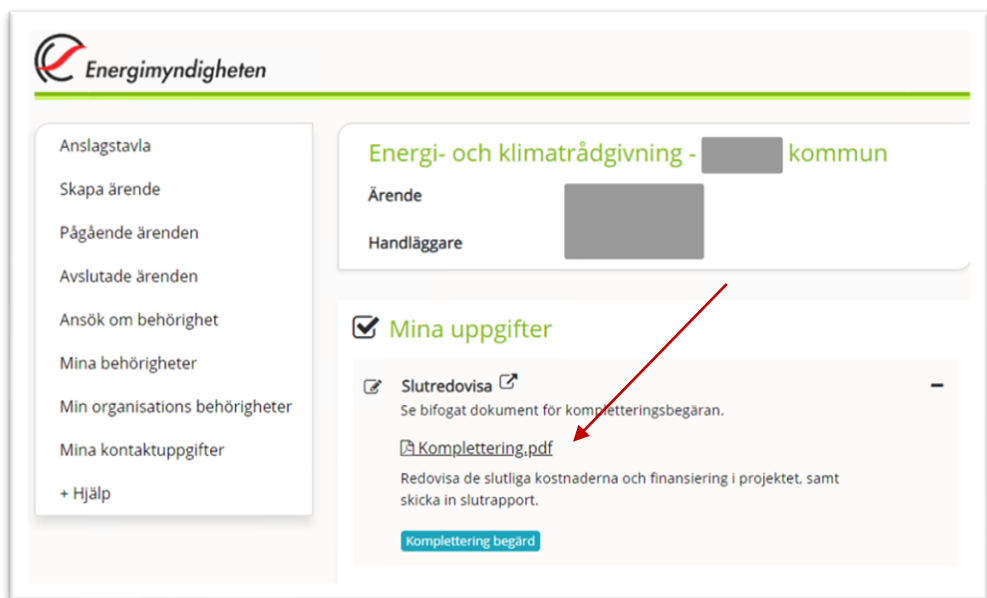 Energimyndigheten
Anslagstavla
Skapa ärende
Pågående ärenden
Avslutade ärenden
Ansök om behörighet
Mina behörigheter
Min organisations behörigheter
Mina kontaktuppgifter
+ Hjälp
Energi- och klimatrådgivning - kommun
Ärende
Handläggare
Mina uppgifter
Slutredovisa
Se bifogat dokument för kompletteringsbegäran.
Komplettering.pdf
Redovisa de slutliga kostnaderna och finansiering i projektet, samt
skicka in slutrapport.
Komplettering begärd